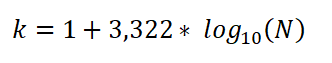 k = 1 + 3,322 * log₁₀(N)